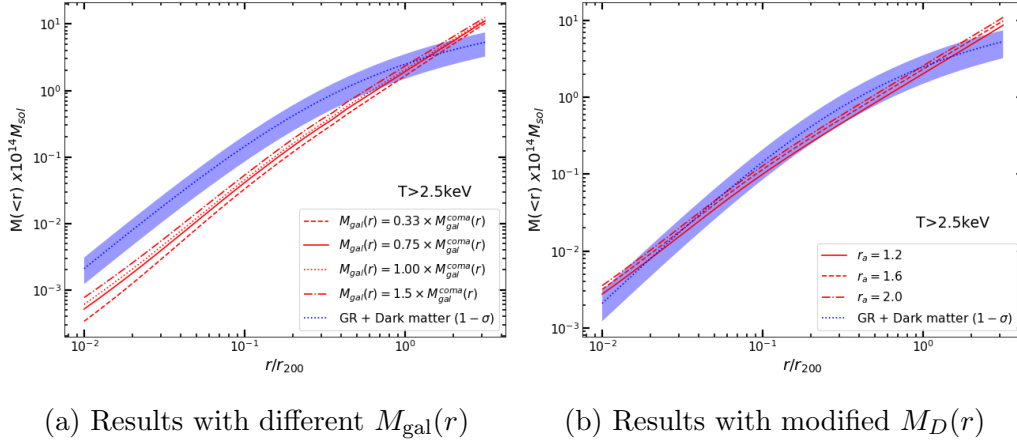 10^1
10^0
10^-1
10^-2
10^-3
M(<r) x10^14 M_sol
T>2.5keV
M_gal(r) = 0.33 × M_gal^coma(r)
M_gal(r) = 0.75 × M_gal^coma(r)
M_gal(r) = 1.00 × M_gal^coma(r)
M_gal(r) = 1.5 × M_gal^coma(r)
GR + Dark matter (1 − σ)
10^-2 10^-1 10^0
r/r_200
(a) Results with different M_gal(r)
10^1
10^0
10^-1
10^-2
10^-3
M(<r) x10^14 M_sol
T>2.5keV
r_a = 1.2
r_a = 1.6
r_a = 2.0
GR + Dark matter (1 − σ)
10^-2 10^-1 10^0
r/r_200
(b) Results with modified M_D(r)